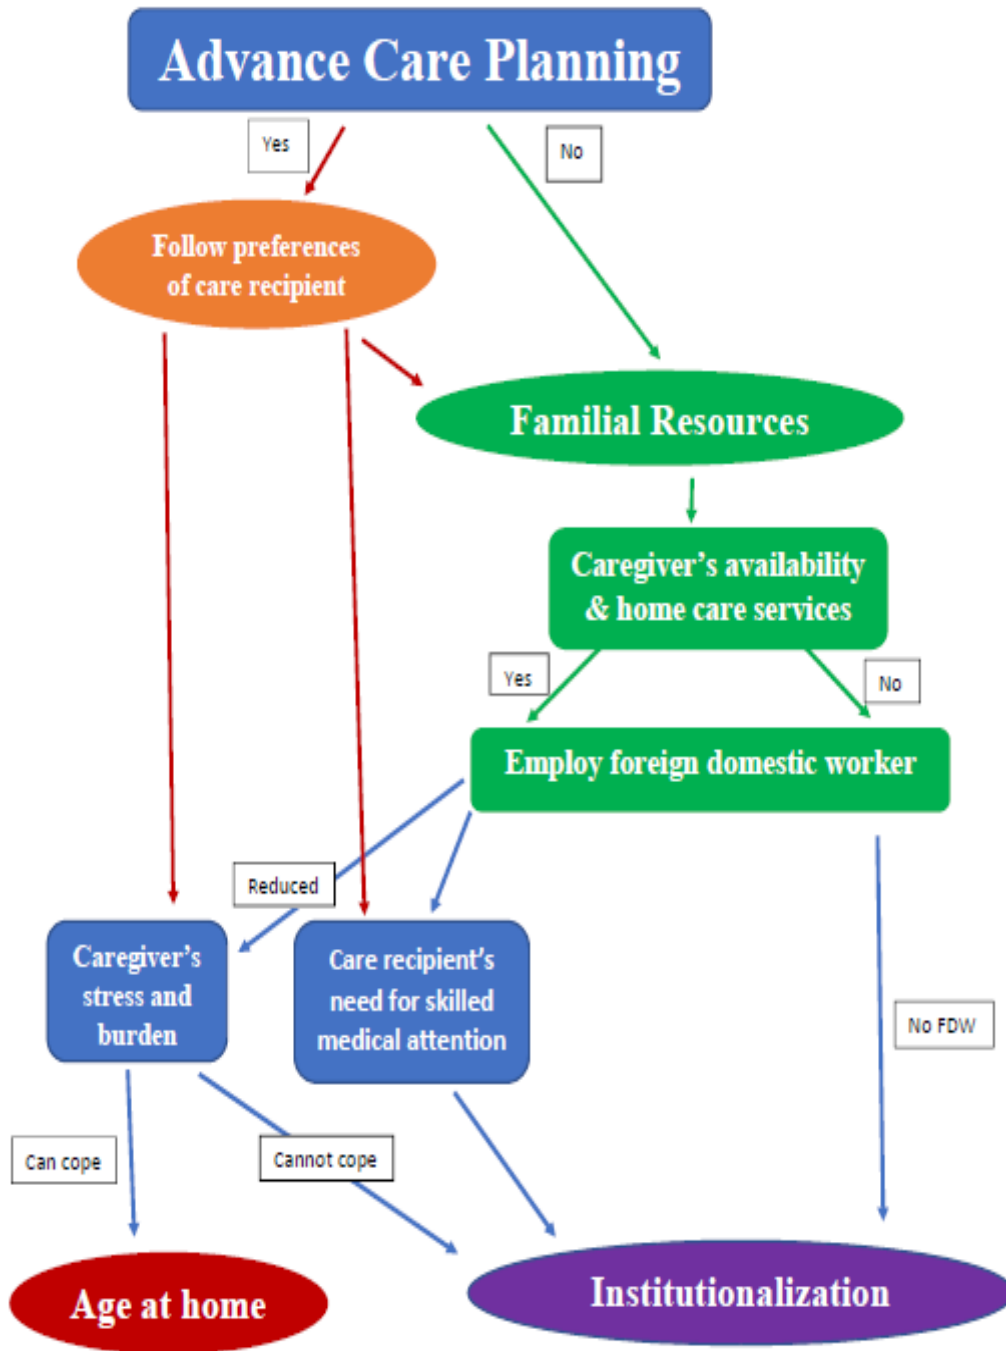 Advance Care Planning
Yes
No
Follow preferences
of care recipient
Familial Resources
Caregiver’s availability
& home care services
Yes
No
Employ foreign domestic worker
Reduced
Caregiver’s
stress and
burden
Care recipient’s
need for skilled
medical attention
No FDW
Can cope
Cannot cope
Age at home
Institutionalization